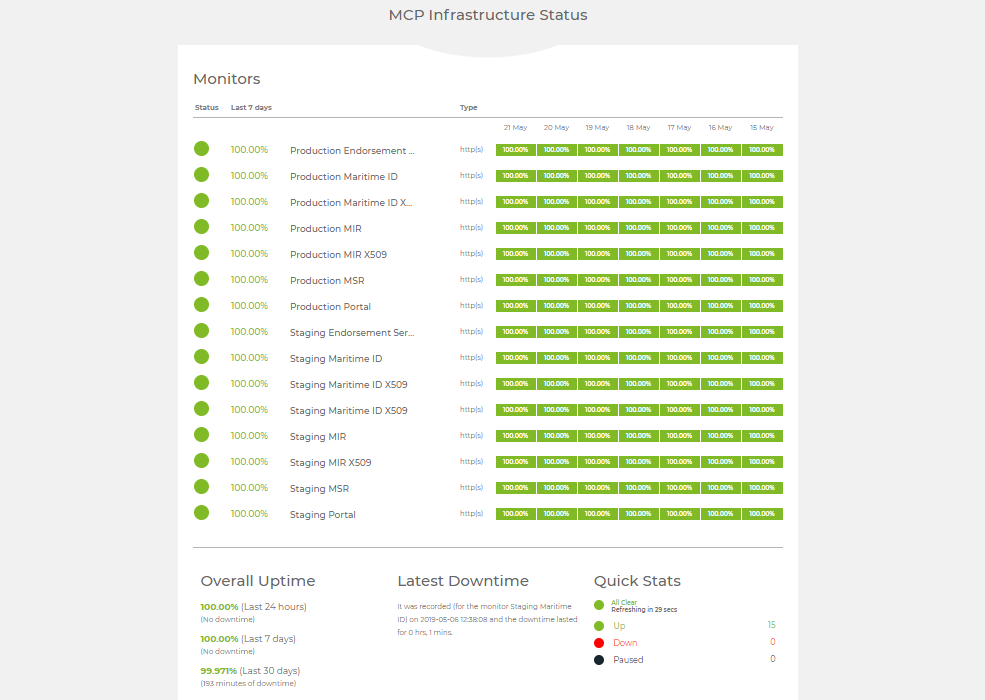 MCP Infrastructure Status
Monitors
Status Last 7 days Type
21 May 20 May 19 May 18 May 17 May 16 May 15 May
100.00% Production Endorsement ... http(s) 100.00% 100.00% 100.00% 100.00% 100.00% 100.00% 100.00%
100.00% Production Maritime ID http(s) 100.00% 100.00% 100.00% 100.00% 100.00% 100.00% 100.00%
100.00% Production Maritime ID X... http(s) 100.00% 100.00% 100.00% 100.00% 100.00% 100.00% 100.00%
100.00% Production MIR http(s) 100.00% 100.00% 100.00% 100.00% 100.00% 100.00% 100.00%
100.00% Production MIR X509 http(s) 100.00% 100.00% 100.00% 100.00% 100.00% 100.00% 100.00%
100.00% Production MSR http(s) 100.00% 100.00% 100.00% 100.00% 100.00% 100.00% 100.00%
100.00% Production Portal http(s) 100.00% 100.00% 100.00% 100.00% 100.00% 100.00% 100.00%
100.00% Staging Endorsement Ser... http(s) 100.00% 100.00% 100.00% 100.00% 100.00% 100.00% 100.00%
100.00% Staging Maritime ID http(s) 100.00% 100.00% 100.00% 100.00% 100.00% 100.00% 100.00%
100.00% Staging Maritime ID X509 http(s) 100.00% 100.00% 100.00% 100.00% 100.00% 100.00% 100.00%
100.00% Staging Maritime ID X509 http(s) 100.00% 100.00% 100.00% 100.00% 100.00% 100.00% 100.00%
100.00% Staging MIR http(s) 100.00% 100.00% 100.00% 100.00% 100.00% 100.00% 100.00%
100.00% Staging MIR X509 http(s) 100.00% 100.00% 100.00% 100.00% 100.00% 100.00% 100.00%
100.00% Staging MSR http(s) 100.00% 100.00% 100.00% 100.00% 100.00% 100.00% 100.00%
100.00% Staging Portal http(s) 100.00% 100.00% 100.00% 100.00% 100.00% 100.00% 100.00%
Overall Uptime
100.00% (Last 24 hours)
(No downtime)
100.00% (Last 7 days)
(No downtime)
99.971% (Last 30 days)
(193 minutes of downtime)
Latest Downtime
It was recorded (for the monitor Staging Maritime
ID) on 2019-05-06 12:38:08 and the downtime lasted
for 0 hrs, 1 mins.
Quick Stats
All Clear
Refreshing in 29 secs
Up 15
Down 0
Paused 0